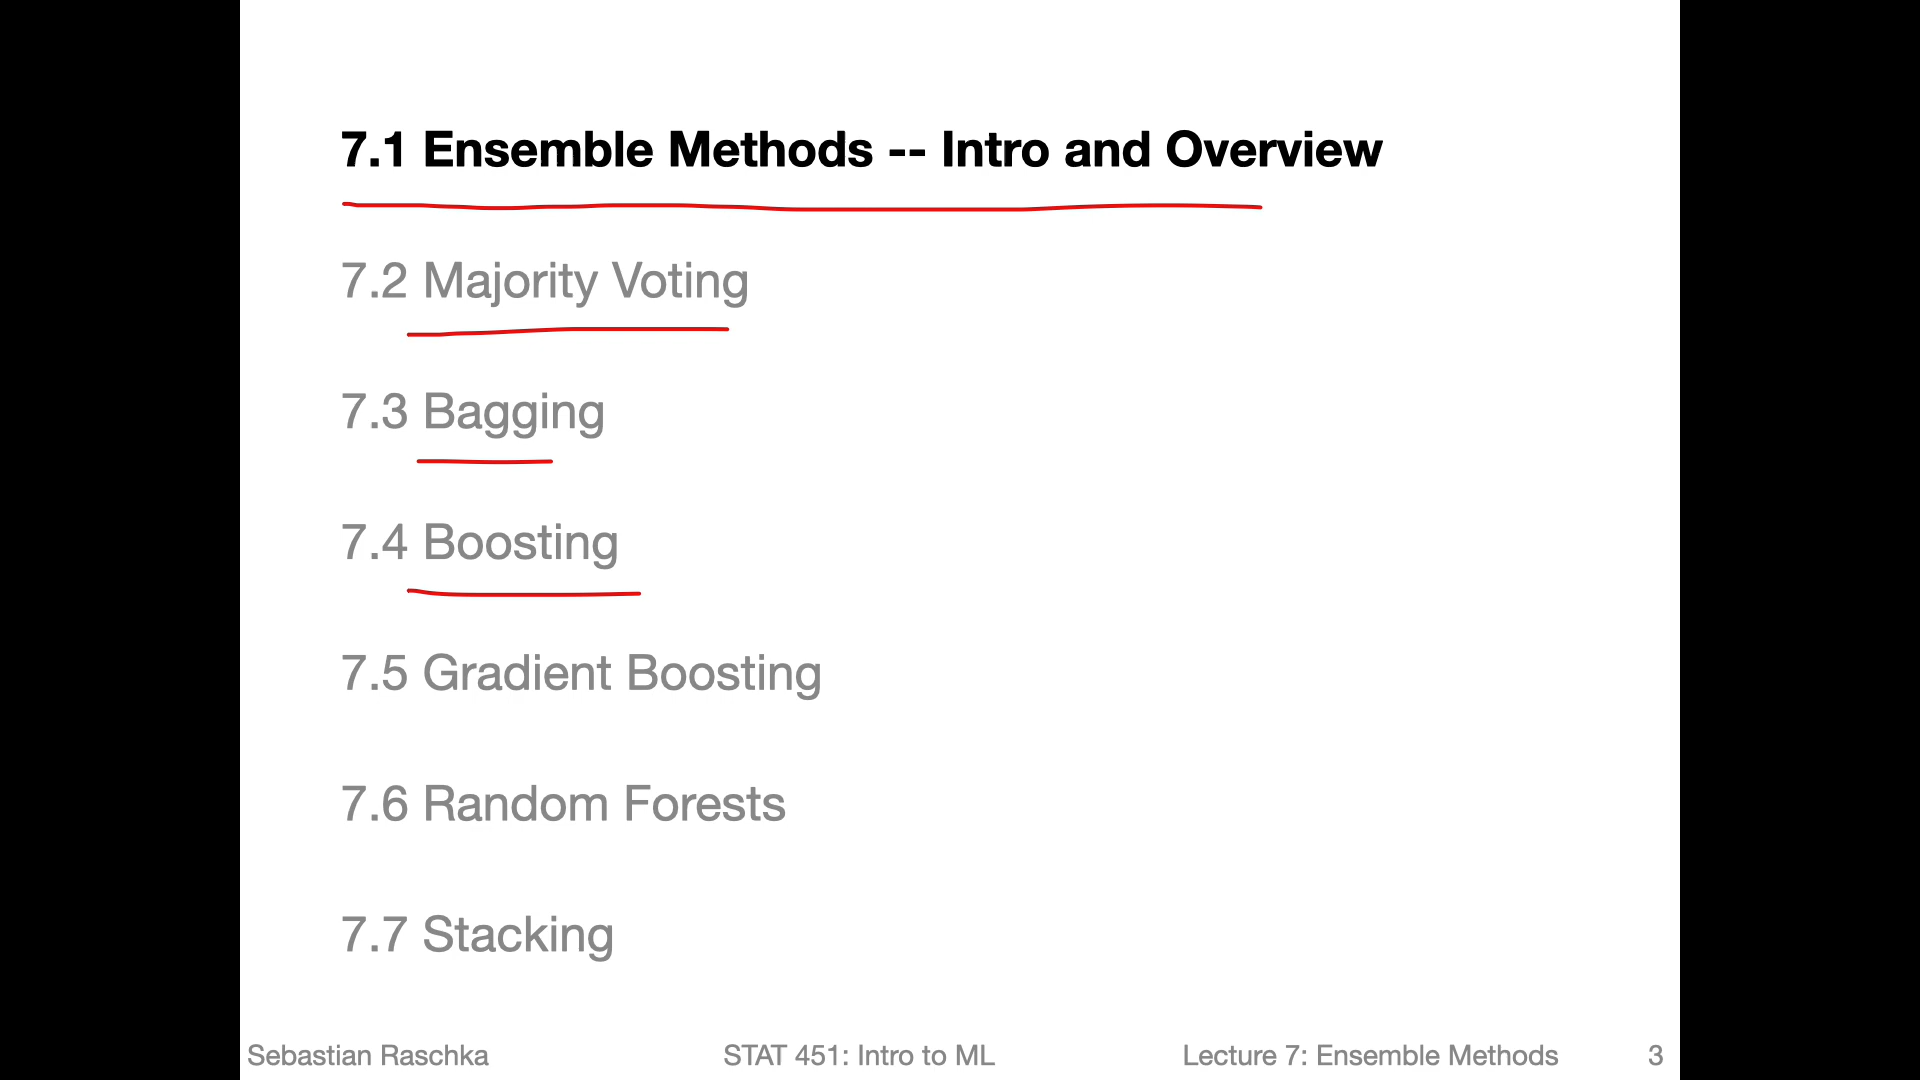 7.1 Ensemble Methods -- Intro and Overview
7.2 Majority Voting
7.3 Bagging
7.4 Boosting
7.5 Gradient Boosting
7.6 Random Forests
7.7 Stacking
Sebastian Raschka STAT 451: Intro to ML Lecture 7: Ensemble Methods 3